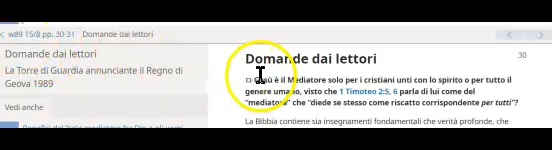 w89 15/8 pp. 30-31 Domande dai lettori
Domande dai lettori
La Torre di Guardia annunciante il Regno di
Geova 1989
Vedi anche
Domande dai lettori
30
Gesù è il Mediatore solo per i cristiani unti con lo spirito o per tutto il
genere umano, visto che 1 Timoteo 2:5, 6 parla di lui come del
"mediatore" che "diede se stesso come riscatto corrispondente per tutti"?
La Bibbia contiene sia insegnamenti fondamentali che verità profonde, che